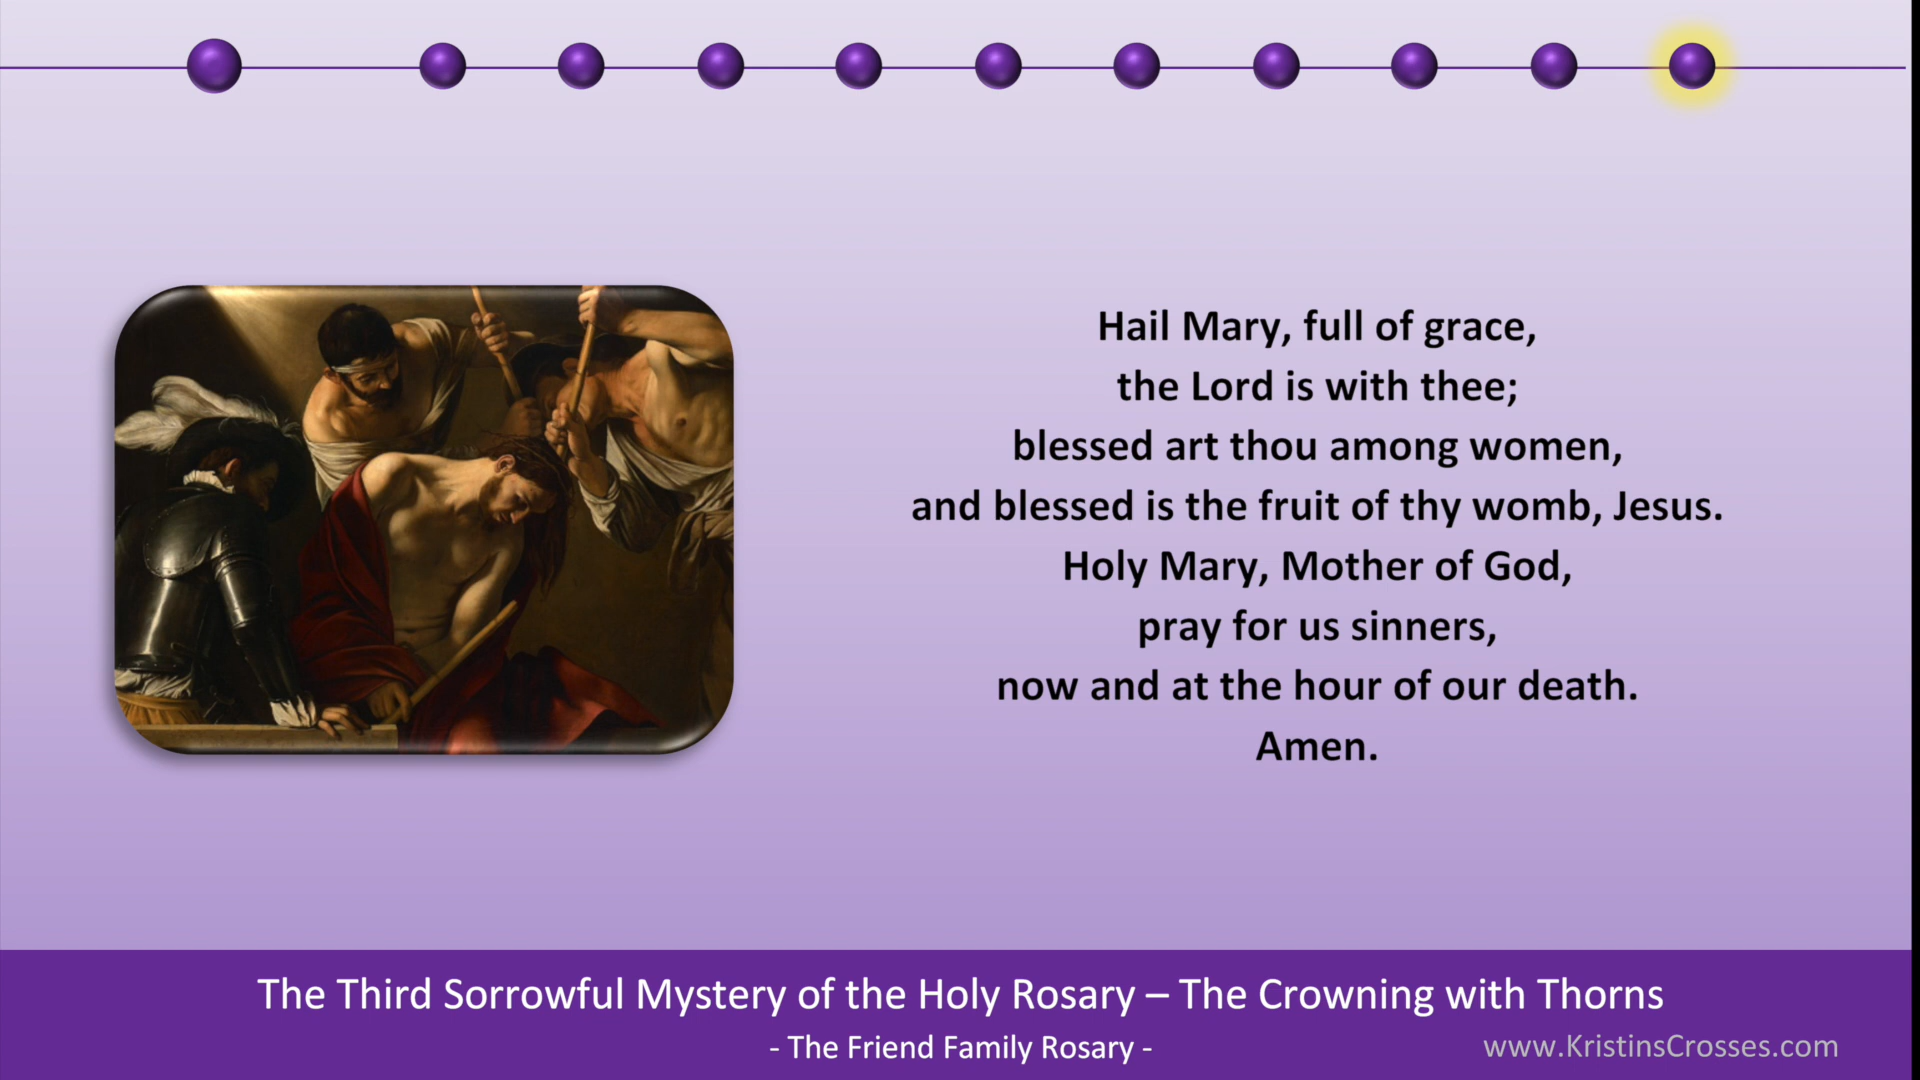 Hail Mary, full of grace,
the Lord is with thee;
blessed art thou among women,
and blessed is the fruit of thy womb, Jesus.
Holy Mary, Mother of God,
pray for us sinners,
now and at the hour of our death.
Amen.
The Third Sorrowful Mystery of the Holy Rosary – The Crowning with Thorns
- The Friend Family Rosary -
www.KristinsCrosses.com